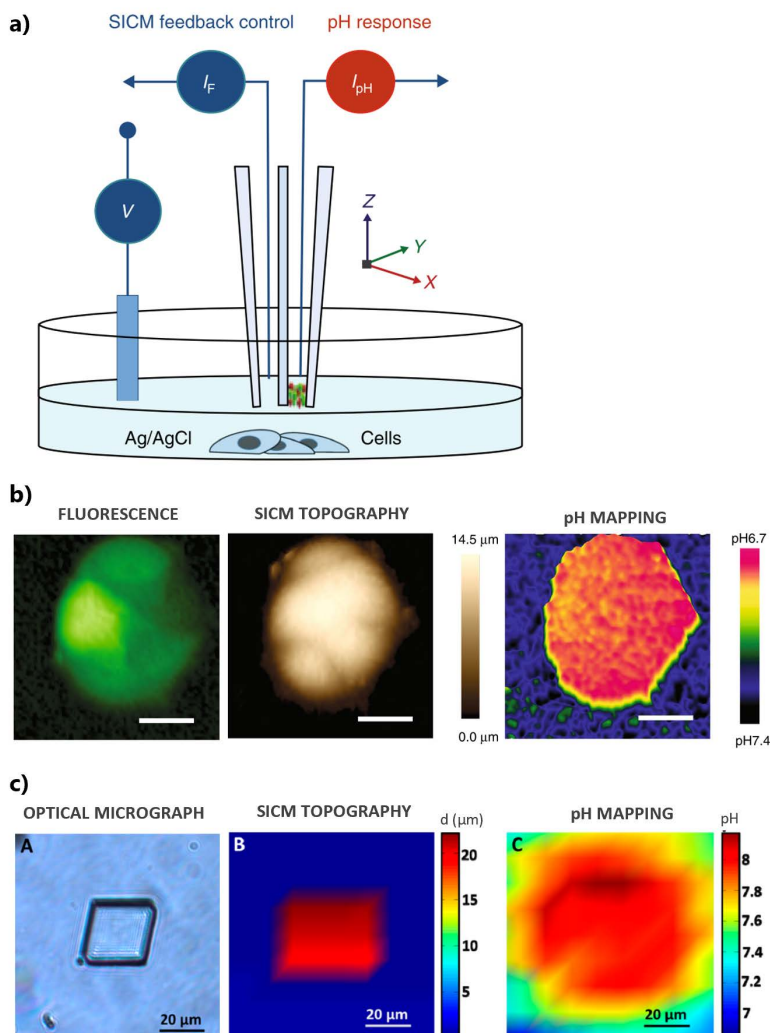 a)
SICM feedback control
pH response
I_F
I_pH
V
Z
Y
X
Ag/AgCl
Cells
b)
FLUORESCENCE
SICM TOPOGRAPHY
pH MAPPING
14.5 µm
0.0 µm
pH6.7
pH7.4
c)
OPTICAL MICROGRAPH
SICM TOPOGRAPHY
d (µm)
pH MAPPING
pH
A
20 µm
B
20 µm
20
15
10
5
C
20 µm
8
7.8
7.6
7.4
7.2
7